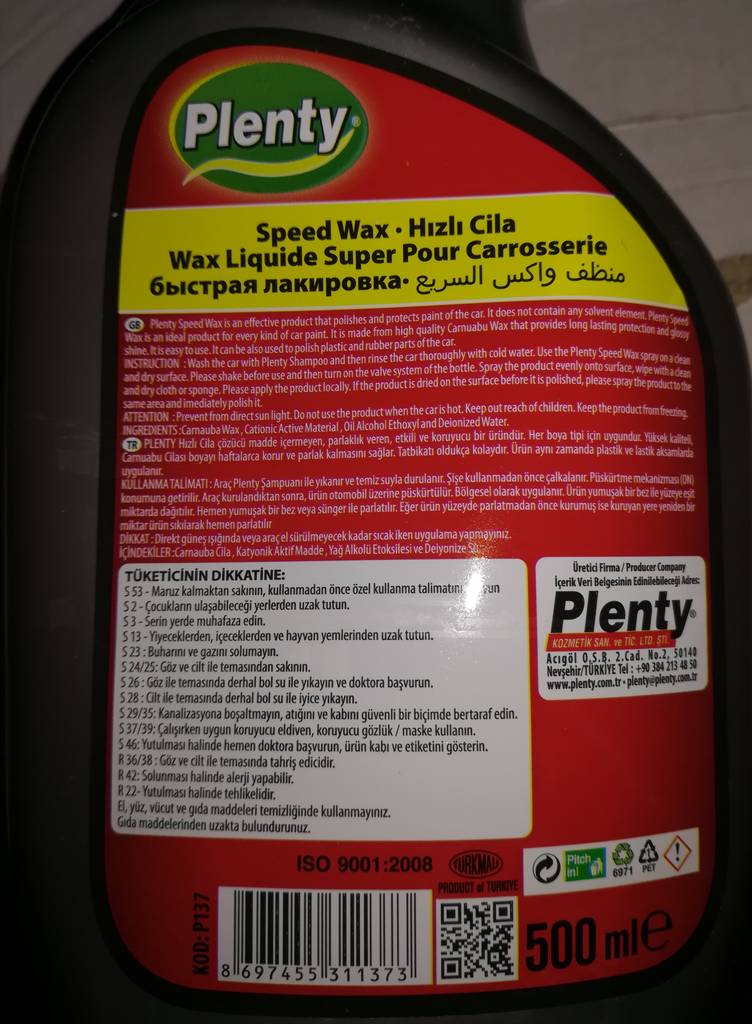 Plenty®
Speed Wax • Hızlı Cila
Wax Liquide Super Pour Carrosserie
быстрая лакировка• منظف واكس السريع
GB Plenty Speed Wax is an effective product that polishes and protects paint of the car. It does not contain any solvent element. Plenty Speed
Wax is an ideal product for every kind of car paint. It is made from high quality Carnuabu Wax that provides long lasting protection and glossy
shine. It is easy to use. It can be also used to polish plastic and rubber parts of the car.
INSTRUCTION : Wash the car with Plenty Shampoo and then rinse the car thoroughly with cold water. Use the Plenty Speed Wax spray on a clean
and dry surface. Please shake before use and then turn on the valve system of the bottle. Spray the product evenly onto surface, wipe with a clean
and dry cloth or sponge. Please apply the product locally. If the product is dried on the surface before it is polished, please spray the product to the
same area and imediately polish it.
ATTENTION : Prevent from direct sun light. Do not use the product when the car is hot. Keep out reach of children. Keep the product from freezing.
INGREDIENTS : Carnauba Wax , Cationic Active Material , Oil Alcohol Ethoxyl and Deionized Water.
TR PLENTY Hızlı Cila çözücü madde içermeyen, parlaklık veren, etkili ve koruyucu bir üründür. Her boya tipi için uygundur. Yüksek kaliteli,
Carnuabu Cilası boyayı haftalarca korur ve parlak kalmasını sağlar. Tatbikatı oldukça kolaydır. Ürün aynı zamanda plastik ve lastik aksamlarda
uygulanır.
KULLANMA TALİMATI : Araç Plenty Şampuanı ile yıkanır ve temiz suyla durulanır. Şişe kullanmadan önce çalkalanır. Püskürtme mekanizması (ON)
konumuna getirilir. Araç kurulandıktan sonra, ürün otomobil üzerine püskürtülür. Bölgesel olarak uygulanır. Ürün yumuşak bir bez ile yüzeye eşit
miktarda dağıtılır. Hemen yumuşak bir bez veya sünger ile parlatılır. Eğer ürün yüzeyde parlatmadan önce kurumuş ise kuruyan yere yeniden bir
miktar ürün sıkılarak hemen parlatılır
DİKKAT : Direkt güneş ışığında veya araç el sürülmeyecek kadar sıcak iken uygulama yapmayınız.
İÇİNDEKİLER :Carnauba Cila , Katyonik Aktif Madde , Yağ Alkolü Etoksilesi ve Deiyonize Su.
TÜKETİCİNİN DİKKATİNE:
S 53 - Maruz kalmaktan sakının, kullanmadan önce özel kullanma talimatını
S 2 - Çocukların ulaşabileceği yerlerden uzak tutun.
S 3 - Serin yerde muhafaza edin.
S 13 - Yiyeceklerden, içeceklerden ve hayvan yemlerinden uzak tutun.
S 23 : Buharını ve gazını solumayın.
S 24/25: Göz ve cilt ile temasından sakının.
S 26 : Göz ile temasında derhal bol su ile yıkayın ve doktora başvurun.
S 28 : Cilt ile temasında derhal bol su ile iyice yıkayın.
S 29/35: Kanalizasyona boşaltmayın, atığını ve kabını güvenli bir biçimde bertaraf edin.
S 37/39: Çalışırken uygun koruyucu eldiven, koruyucu gözlük / maske kullanın.
S 46: Yutulması halinde hemen doktora başvurun, ürün kabı ve etiketini gösterin.
R 36/38 : Göz ve cilt ile temasında tahriş edicidir.
R 42: Solunması halinde alerji yapabilir.
R 22- Yutulması halinde tehlikelidir.
El, yüz, vücut ve gıda maddeleri temizliğinde kullanmayınız.
Gıda maddelerinden uzakta bulundurunuz.
Üretici Firma / Producer Company
İçerik Veri Belgesinin Edinilebileceği Adres:
Plenty®
KOZMETİK SAN. ve TİC. LTD. ŞTİ.
Acıgöl O.S.B. 2.Cad. No.2, 50140
Nevşehir/TÜRKİYE Tel : +90 384 213 48 50
www.plenty.com.tr • plenty@plenty.com.tr
ISO 9001:2008
TURKMALI
PRODUCT of TURKIYE
Pitch in!
6971
PET
KOD: P137
8 697455 311373
500 ml e